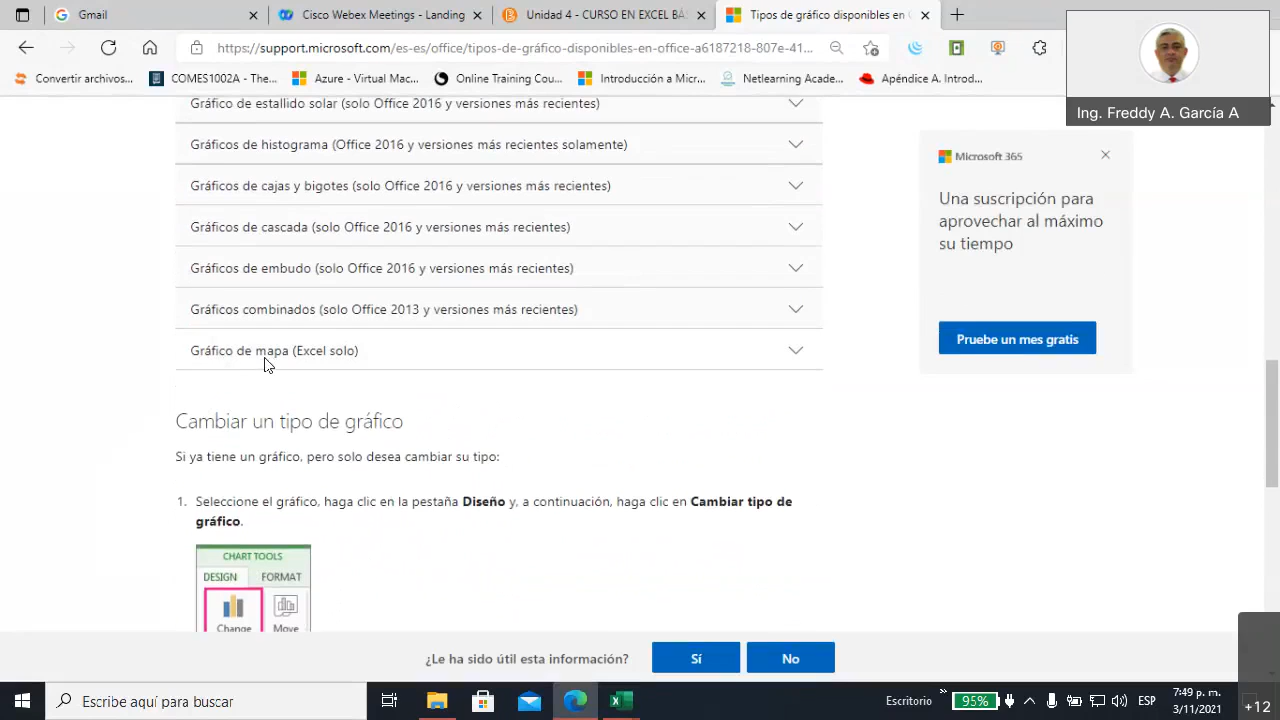 Gmail
Cisco Webex Meetings - Landing
Unidad 4 - CURSO EN EXCEL BÁS
Tipos de gráfico disponibles en O
https://support.microsoft.com/es-es/office/tipos-de-gráfico-disponibles-en-office-a6187218-807e-41...
Convertir archivos...
COMES1002A - The...
Azure - Virtual Mac...
Online Training Cou...
Introducción a Micr...
Netlearning Acade...
Apéndice A. Introd...
Ing. Freddy A. García A
Gráfico de estallido solar (solo Office 2016 y versiones más recientes)
Gráficos de histograma (Office 2016 y versiones más recientes solamente)
Gráficos de cajas y bigotes (solo Office 2016 y versiones más recientes)
Gráficos de cascada (solo Office 2016 y versiones más recientes)
Gráficos de embudo (solo Office 2016 y versiones más recientes)
Gráficos combinados (solo Office 2013 y versiones más recientes)
Gráfico de mapa (Excel solo)
Microsoft 365
Una suscripción para
aprovechar al máximo
su tiempo
Pruebe un mes gratis
Cambiar un tipo de gráfico
Si ya tiene un gráfico, pero solo desea cambiar su tipo:
1. Seleccione el gráfico, haga clic en la pestaña Diseño y, a continuación, haga clic en Cambiar tipo de
gráfico.
CHART TOOLS
DESIGN FORMAT
Change Move
¿Le ha sido útil esta información?
Sí
No
Escribe aquí para buscar
Escritorio
95%
ESP
7:49 p. m.
3/11/2021
+12